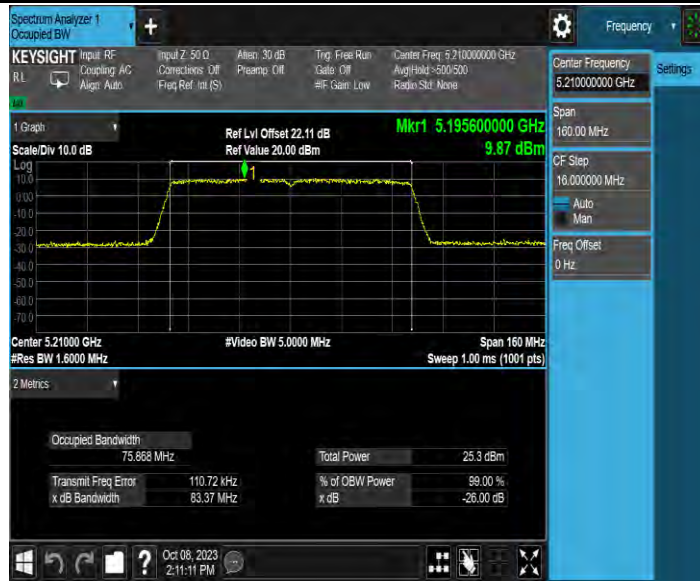 Spectrum Analyzer 1
Occupied BW
+
Frequency
KEYSIGHT
Input: RF
Coupling: AC
Align: Auto
Input Z: 50 Ω
Corrections: Off
Freq Ref: Int (S)
Atten: 30 dB
Preamp: Off
Trig: Free Run
Gate: Off
#IF Gain: Low
Center Freq: 5.210000000 GHz
Avg|Hold:>500/500
Radio Std: None
RL
Center Frequency
5.210000000 GHz
Settings
Span
160.00 MHz
CF Step
16.000000 MHz
Auto
Man
Freq Offset
0 Hz
1 Graph
Scale/Div 10.0 dB
Ref Lvl Offset 22.11 dB
Ref Value 20.00 dBm
Mkr1 5.195600000 GHz
9.87 dBm
Log
10.0
0.00
-10.0
-20.0
-30.0
-40.0
-50.0
-60.0
-70.0
1
Center 5.21000 GHz
#Res BW 1.6000 MHz
#Video BW 5.0000 MHz
Span 160 MHz
Sweep 1.00 ms (1001 pts)
2 Metrics
Occupied Bandwidth
75.868 MHz
Total Power 25.3 dBm
Transmit Freq Error 110.72 kHz
% of OBW Power 99.00 %
x dB Bandwidth 83.37 MHz
x dB -26.00 dB
?
Oct 08, 2023
2:11:11 PM